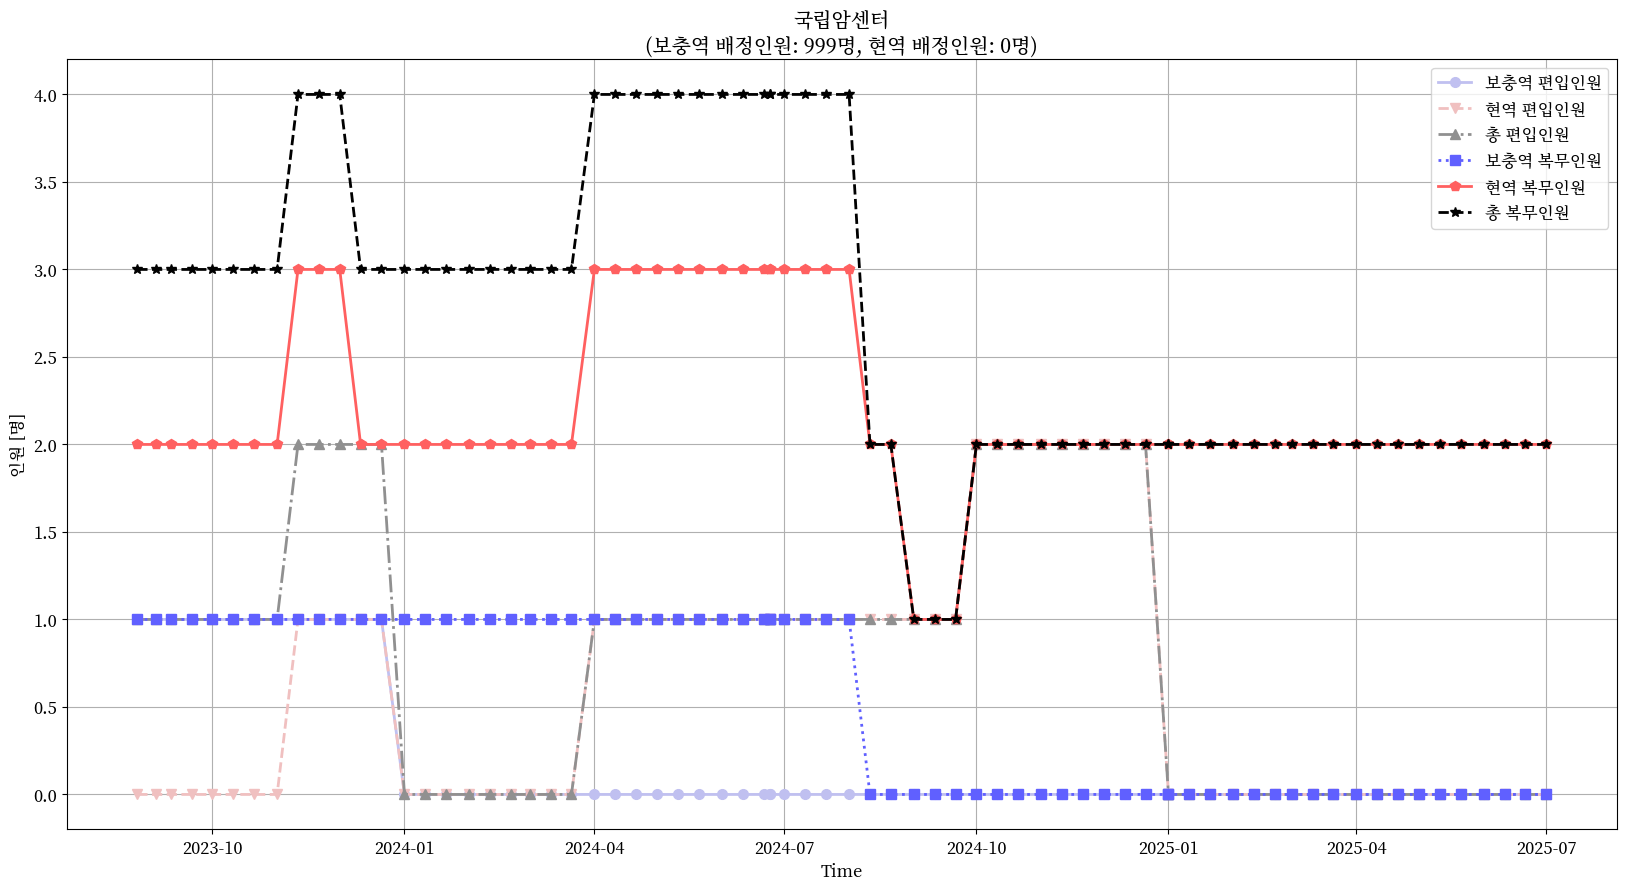 국립암센터
(보충역 배정인원: 999명, 현역 배정인원: 0명)
보충역 편입인원
현역 편입인원
총 편입인원
보충역 복무인원
현역 복무인원
총 복무인원
4.0
3.5
3.0
2.5
2.0
1.5
1.0
0.5
0.0
인원 [명]
2023-10 2024-01 2024-04 2024-07 2024-10 2025-01 2025-04 2025-07
Time